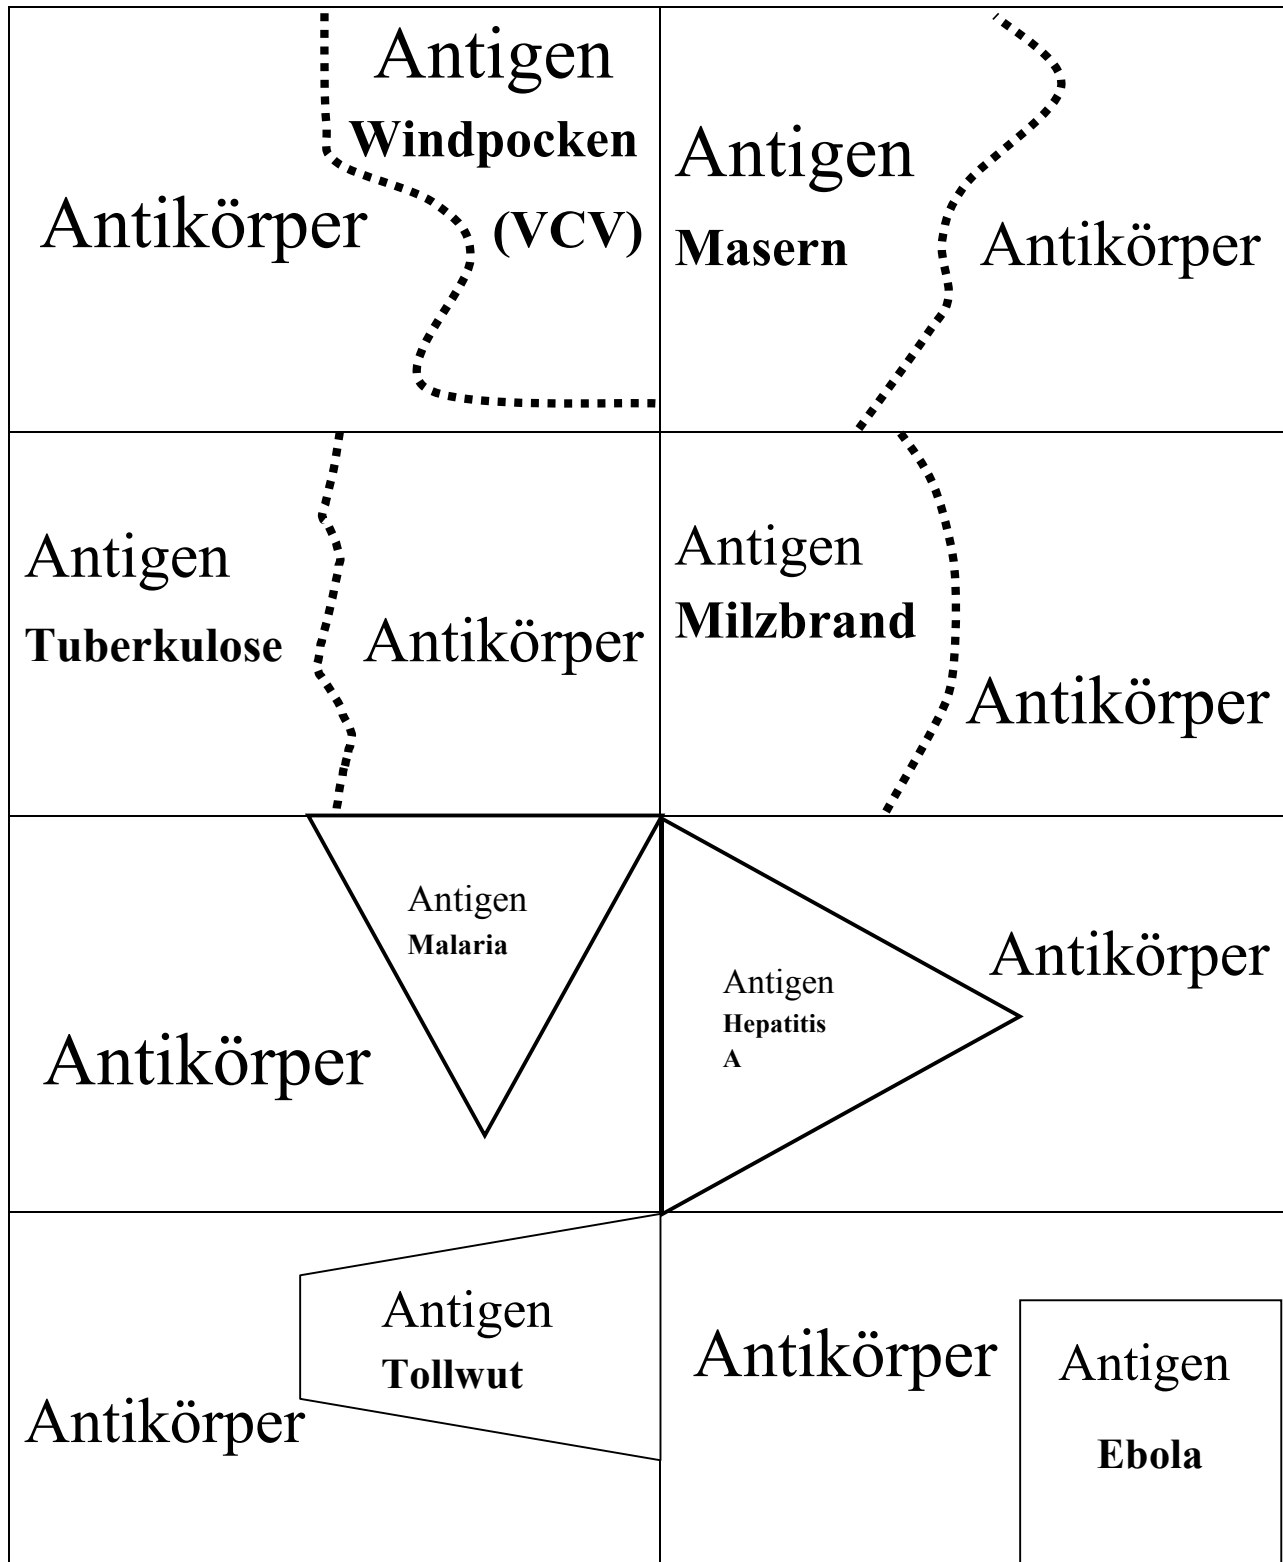 Antigen
Windpocken
(VCV)
Antikörper
Antigen
Masern
Antikörper
Antigen
Tuberkulose
Antikörper
Antigen
Milzbrand
Antikörper
Antigen
Malaria
Antikörper
Antigen
Hepatitis
A
Antikörper
Antigen
Tollwut
Antikörper
Antikörper
Antigen
Ebola